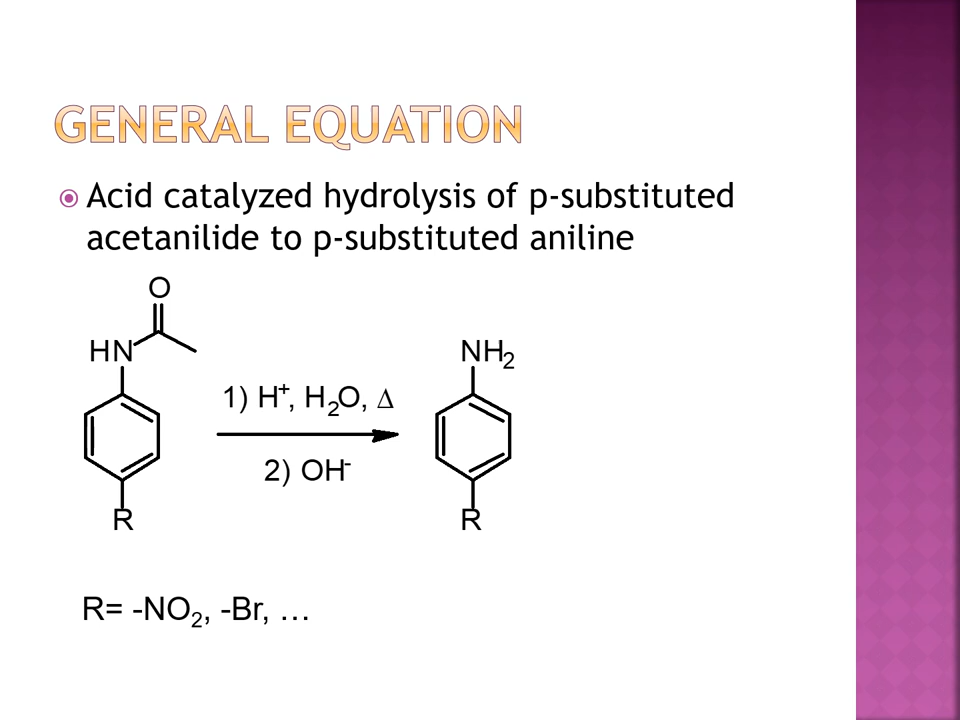 GENERAL EQUATION
Acid catalyzed hydrolysis of p-substituted
acetanilide to p-substituted aniline
O
HN
NH₂
1) H⁺, H₂O, Δ
2) OH⁻
R
R
R= -NO₂, -Br, …